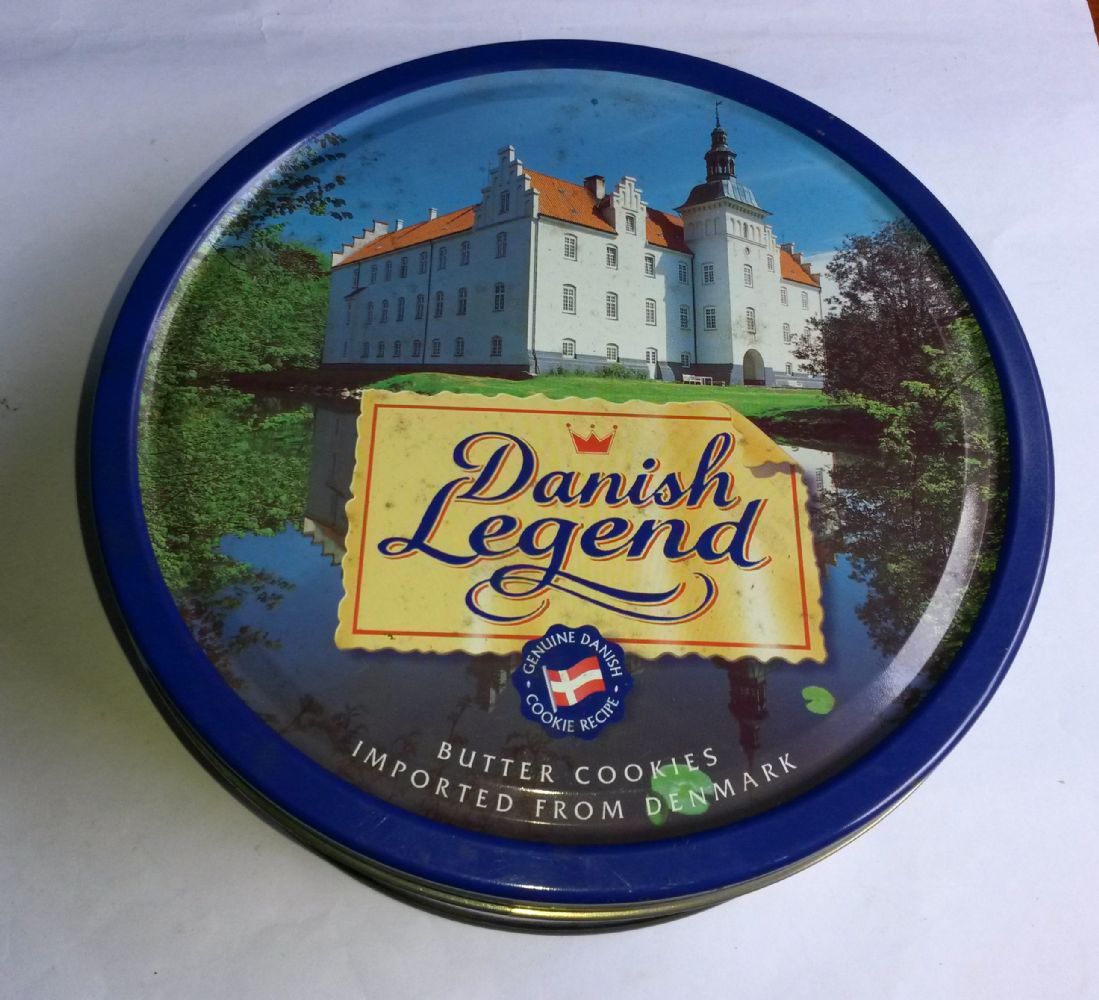 Danish
Legend
GENUINE DANISH
COOKIE RECIPE
BUTTER COOKIES
IMPORTED FROM DENMARK